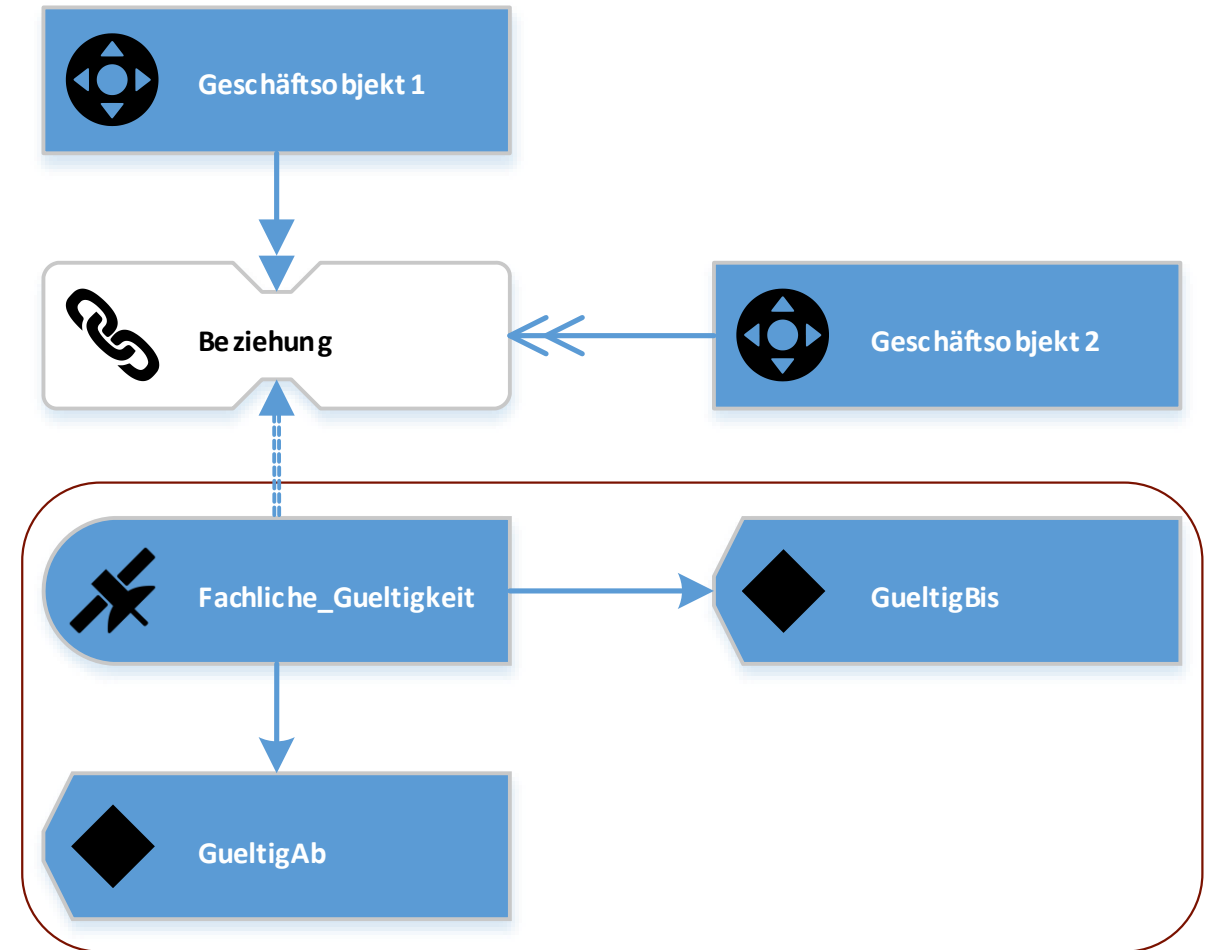 Geschäftsobjekt 1
Beziehung
Geschäftsobjekt 2
Fachliche_Gueltigkeit
GueltigBis
GueltigAb